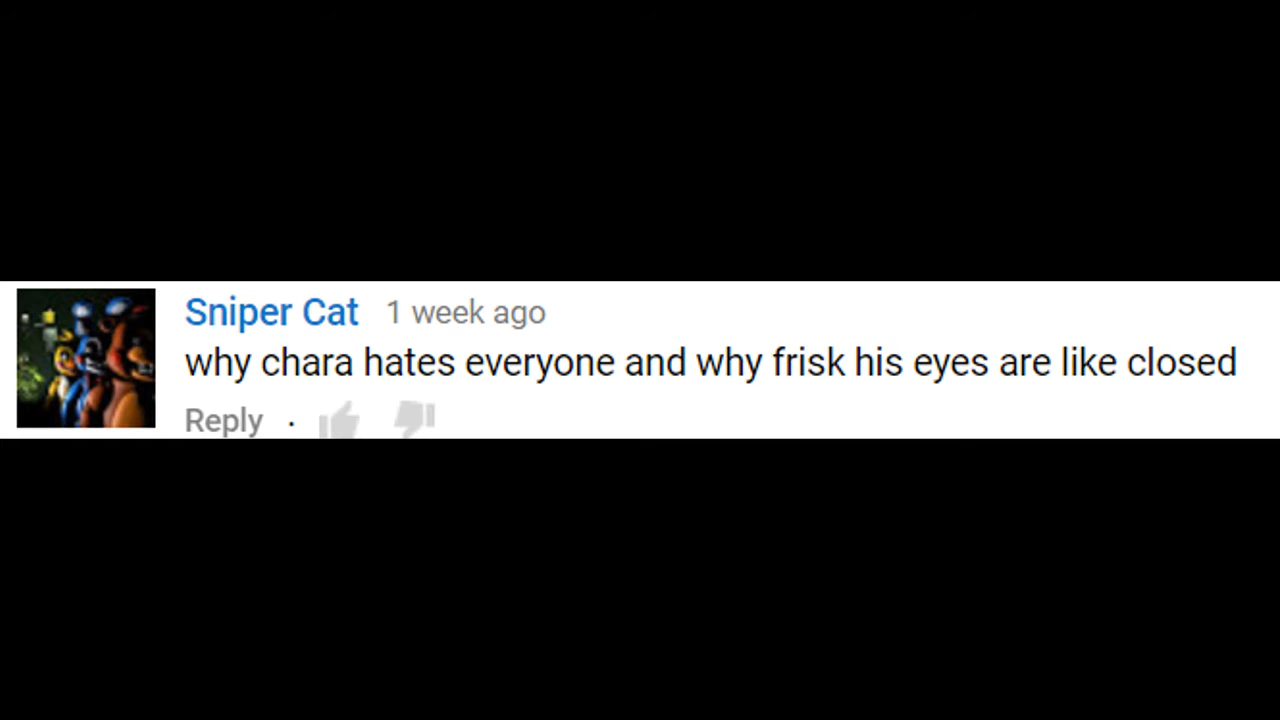 Sniper Cat 1 week ago
why chara hates everyone and why frisk his eyes are like closed
Reply ·